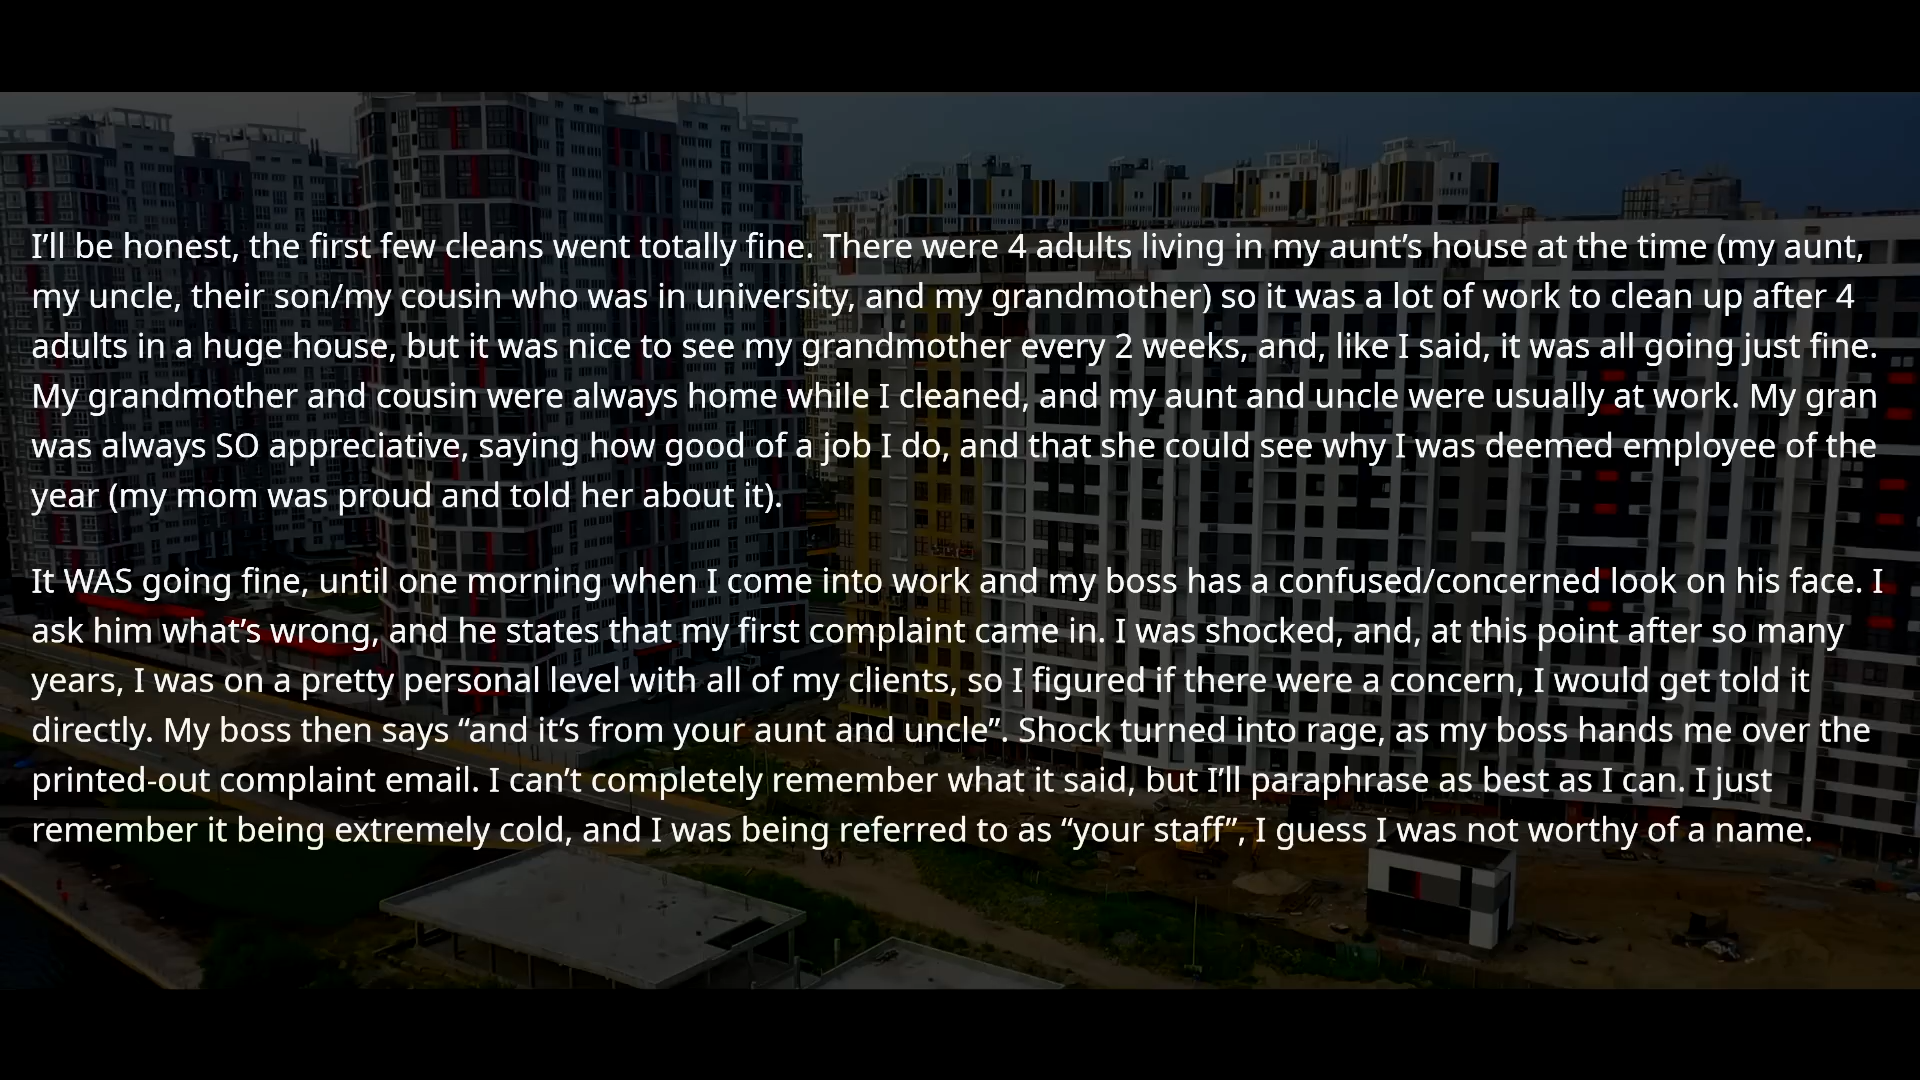 I’ll be honest, the first few cleans went totally fine. There were 4 adults living in my aunt’s house at the time (my aunt,
my uncle, their son/my cousin who was in university, and my grandmother) so it was a lot of work to clean up after 4
adults in a huge house, but it was nice to see my grandmother every 2 weeks, and, like I said, it was all going just fine.
My grandmother and cousin were always home while I cleaned, and my aunt and uncle were usually at work. My gran
was always SO appreciative, saying how good of a job I do, and that she could see why I was deemed employee of the
year (my mom was proud and told her about it).
It WAS going fine, until one morning when I come into work and my boss has a confused/concerned look on his face. I
ask him what’s wrong, and he states that my first complaint came in. I was shocked, and, at this point after so many
years, I was on a pretty personal level with all of my clients, so I figured if there were a concern, I would get told it
directly. My boss then says “and it’s from your aunt and uncle”. Shock turned into rage, as my boss hands me over the
printed-out complaint email. I can’t completely remember what it said, but I’ll paraphrase as best as I can. I just
remember it being extremely cold, and I was being referred to as “your staff”, I guess I was not worthy of a name.